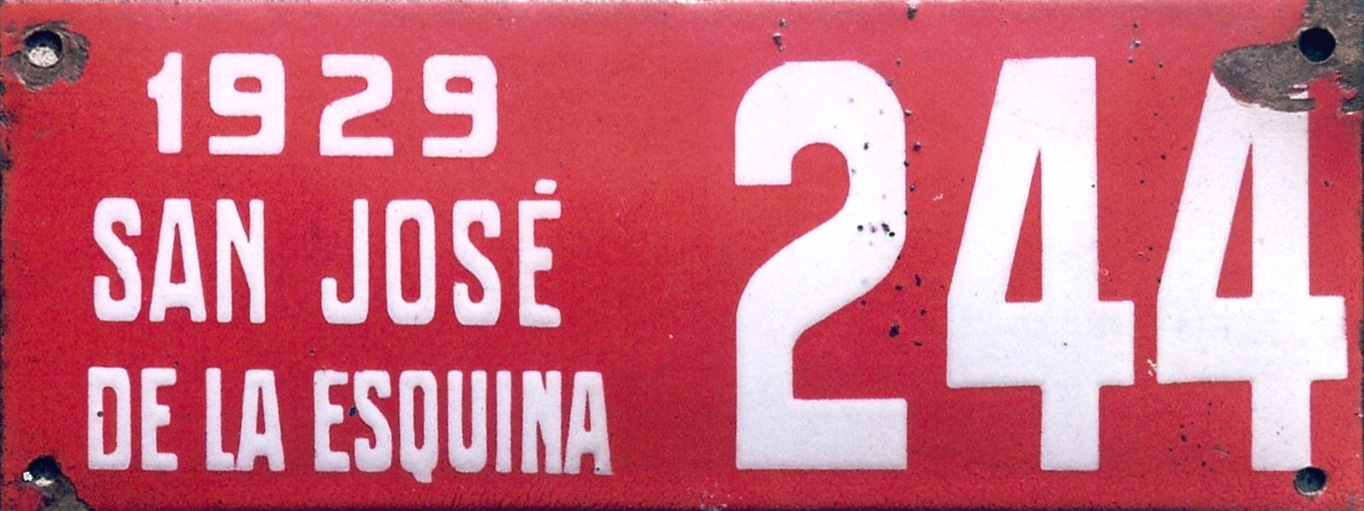 1929
SAN JOSÉ
DE LA ESQUINA
244